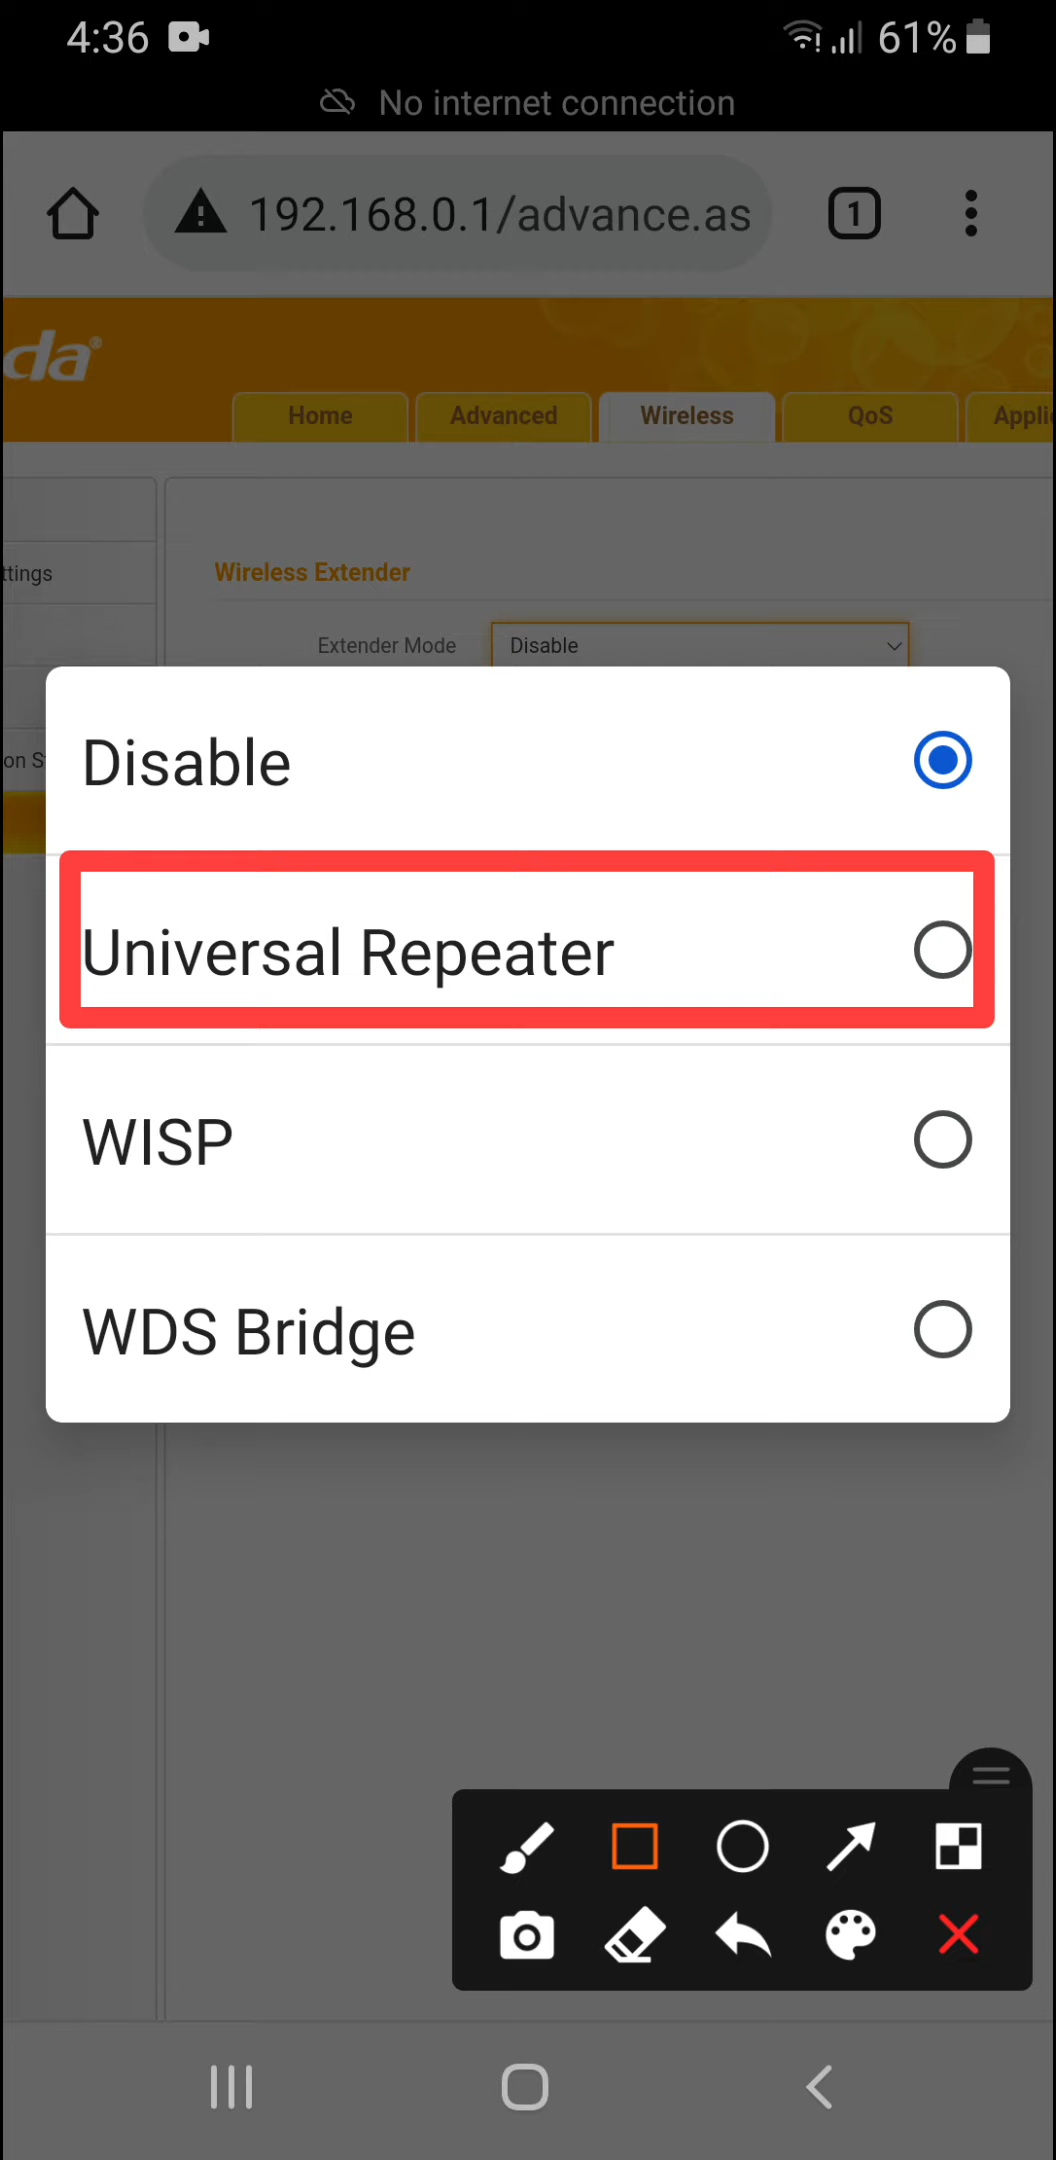 4:36
61%
No internet connection
192.168.0.1/advance.as
1
da®
Home
Advanced
Wireless
QoS
Appli
ttings
Wireless Extender
Extender Mode
Disable
on S
Disable
Universal Repeater
WISP
WDS Bridge